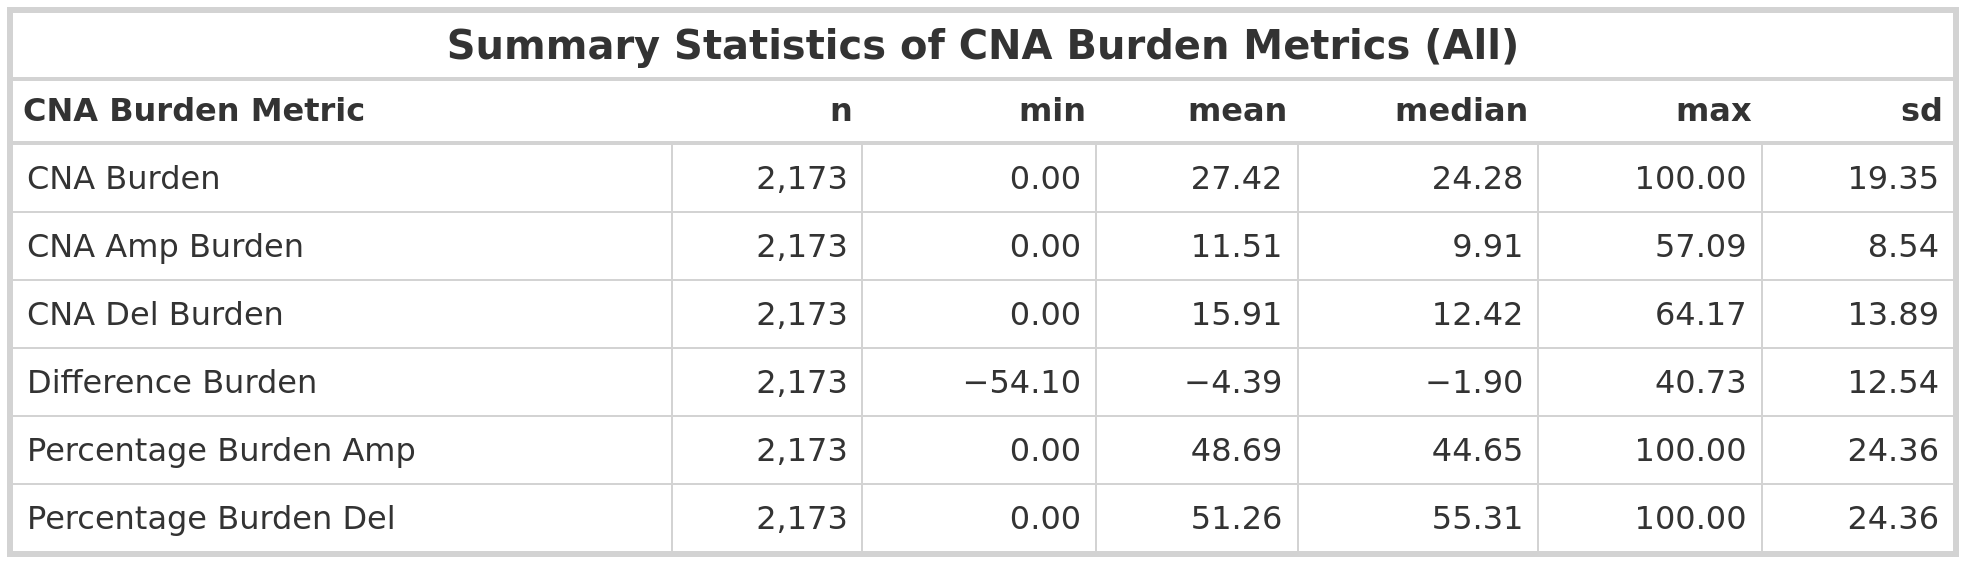 Summary Statistics of CNA Burden Metrics (All)
CNA Burden Metric n min mean median max sd
CNA Burden 2,173 0.00 27.42 24.28 100.00 19.35
CNA Amp Burden 2,173 0.00 11.51 9.91 57.09 8.54
CNA Del Burden 2,173 0.00 15.91 12.42 64.17 13.89
Difference Burden 2,173 −54.10 −4.39 −1.90 40.73 12.54
Percentage Burden Amp 2,173 0.00 48.69 44.65 100.00 24.36
Percentage Burden Del 2,173 0.00 51.26 55.31 100.00 24.36